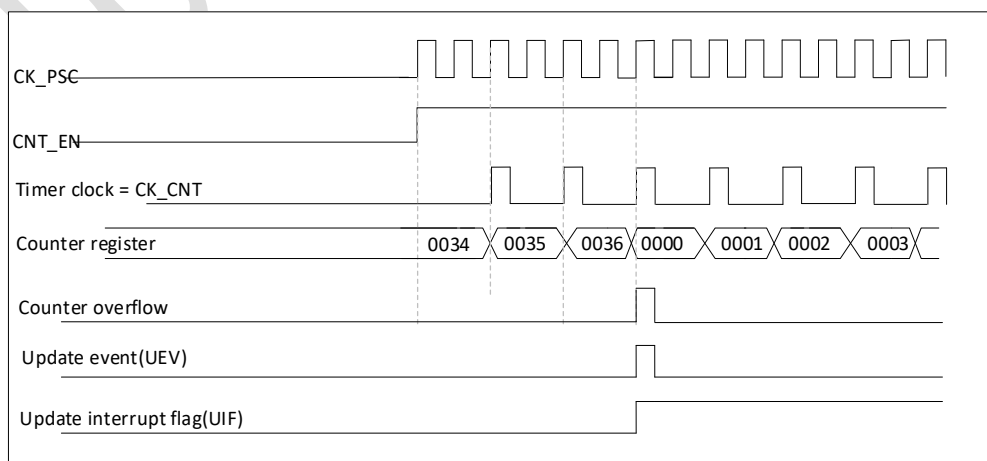 CK_PSC
CNT_EN
Timer clock = CK_CNT
Counter register 0034 0035 0036 0000 0001 0002 0003
Counter overflow
Update event(UEV)
Update interrupt flag(UIF)